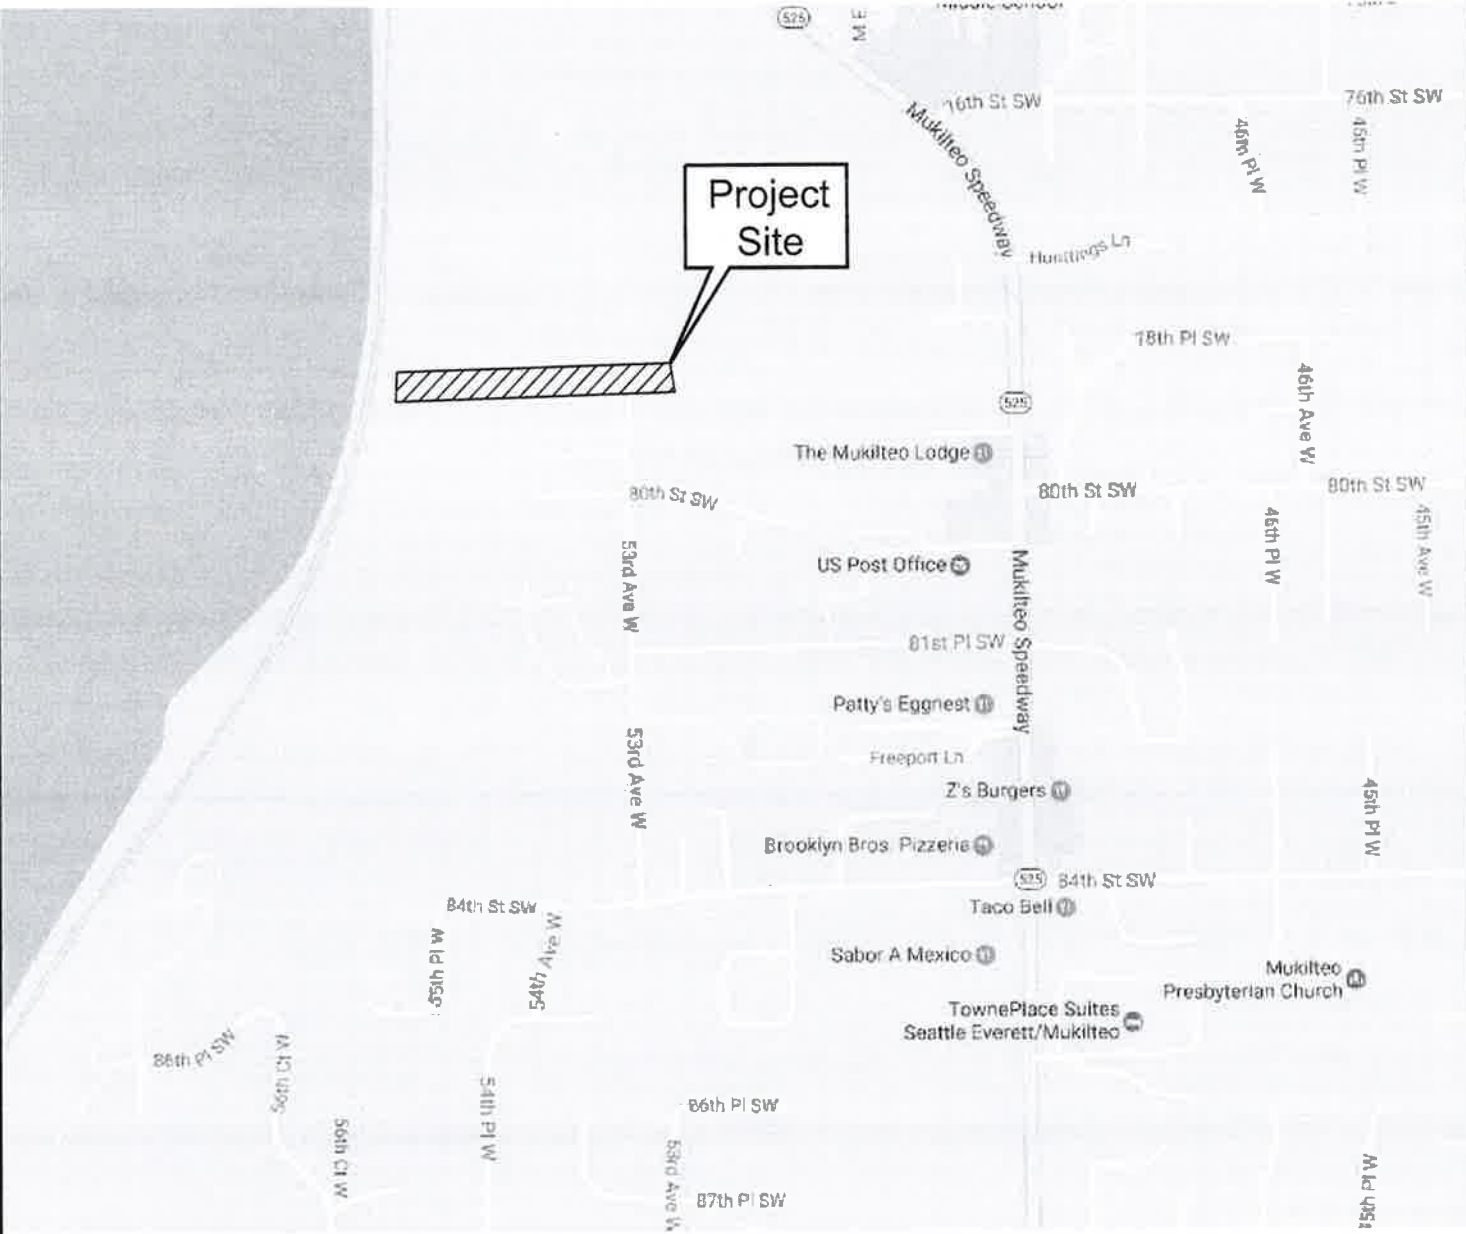 525
76th St SW
46th Pl W
45th Pl W
Mukilteo Speedway
Project
Site
Huntings Ln
78th Pl SW
525
46th Ave W
The Mukilteo Lodge
80th St SW
80th St SW
80th St SW
45th Ave W
46th Pl W
53rd Ave W
US Post Office
Mukilteo Speedway
81st Pl SW
Patty's Eggnest
53rd Ave W
Freeport Ln
Z's Burgers
45th Pl W
Brooklyn Bros. Pizzeria
525
84th St SW
84th St SW
Taco Bell
55th Pl W
54th Ave W
Sabor A Mexico
Mukilteo
Presbyterian Church
TownePlace Suites
Seattle Everett/Mukilteo
86th Pl SW
56th Ct W
54th Pl W
86th Pl SW
56th Ct W
53rd Ave W
87th Pl SW